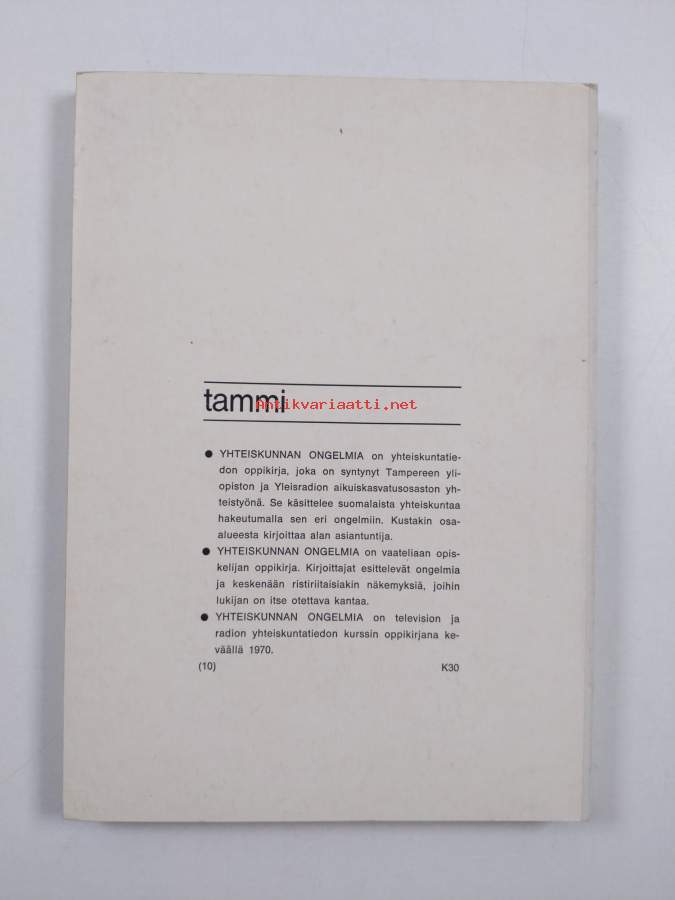 tammi
Antikvariaatti.net
● YHTEISKUNNAN ONGELMIA on yhteiskuntatie-
don oppikirja, joka on syntynyt Tampereen yli-
opiston ja Yleisradion aikuiskasvatusosaston yh-
teistyönä. Se käsittelee suomalaista yhteiskuntaa
hakeutumalla sen eri ongelmiin. Kustakin osa-
alueesta kirjoittaa alan asiantuntija.
● YHTEISKUNNAN ONGELMIA on vaateliaan opis-
kelijan oppikirja. Kirjoittajat esittelevät ongelmia
ja keskenään ristiriitaisiakin näkemyksiä, joihin
lukijan on itse otettava kantaa.
● YHTEISKUNNAN ONGELMIA on television ja
radion yhteiskuntatiedon kurssin oppikirjana ke-
väällä 1970.
(10) K30